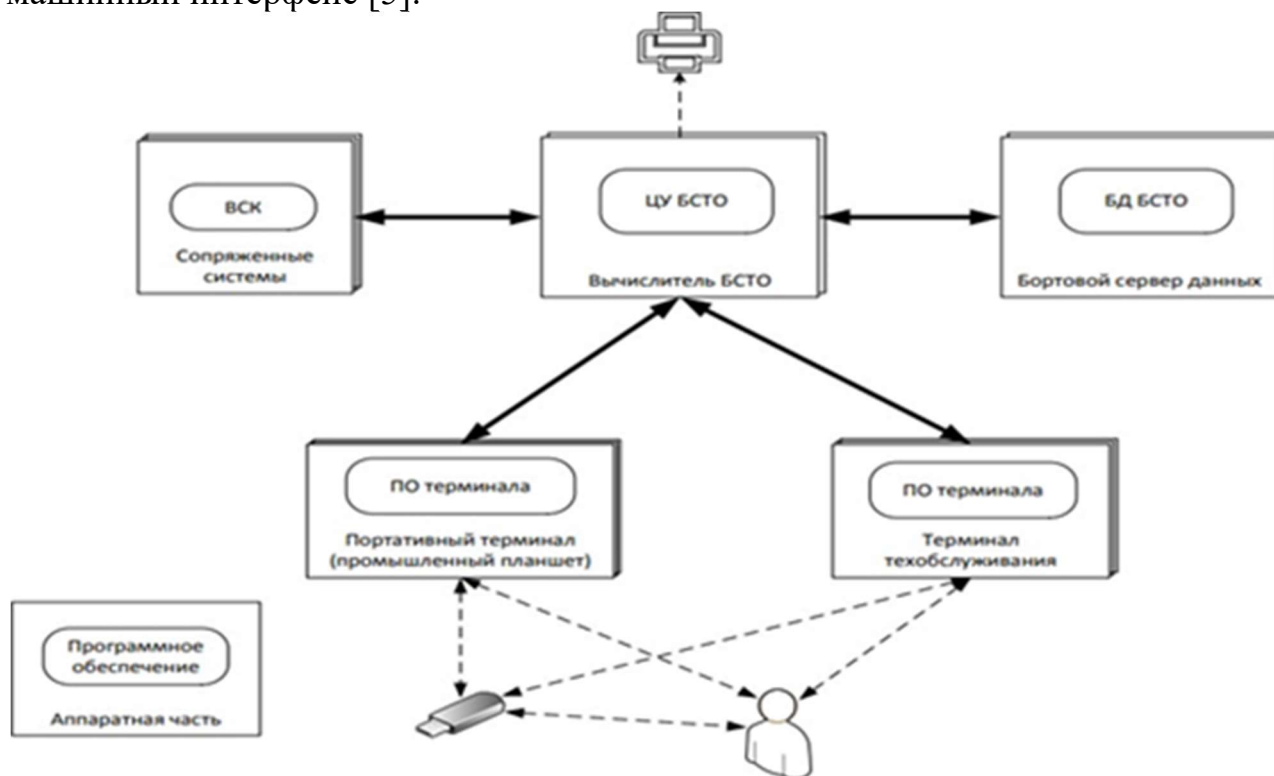 машинный интерфейс [5].
ВСК
Сопряженные
системы
ЦУ БСТО
Вычислитель БСТО
БД БСТО
Бортовой сервер данных
ПО терминала
Портативный терминал
(промышленный планшет)
ПО терминала
Терминал
техобслуживания
Программное
обеспечение
Аппаратная часть